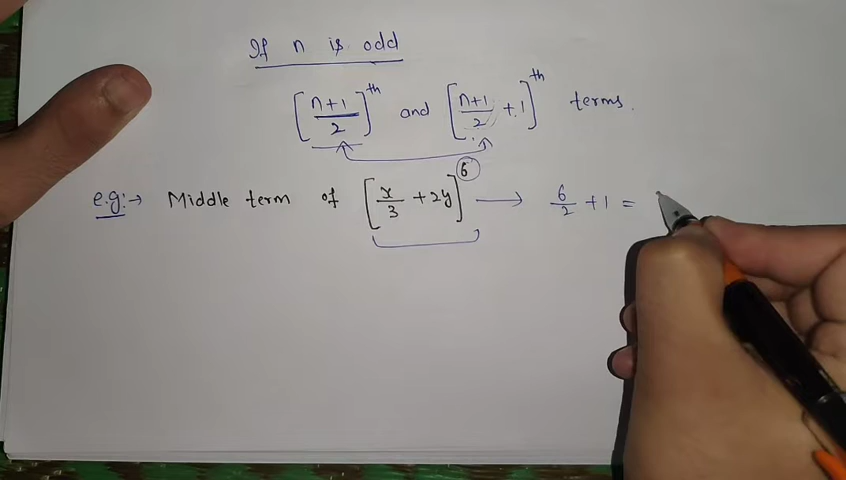 If n is odd
[n+1/2]^th and [n+1/2 + 1]^th terms.
e.g:→ Middle term of [x/3 + 2y]^6 → 6/2 + 1 =